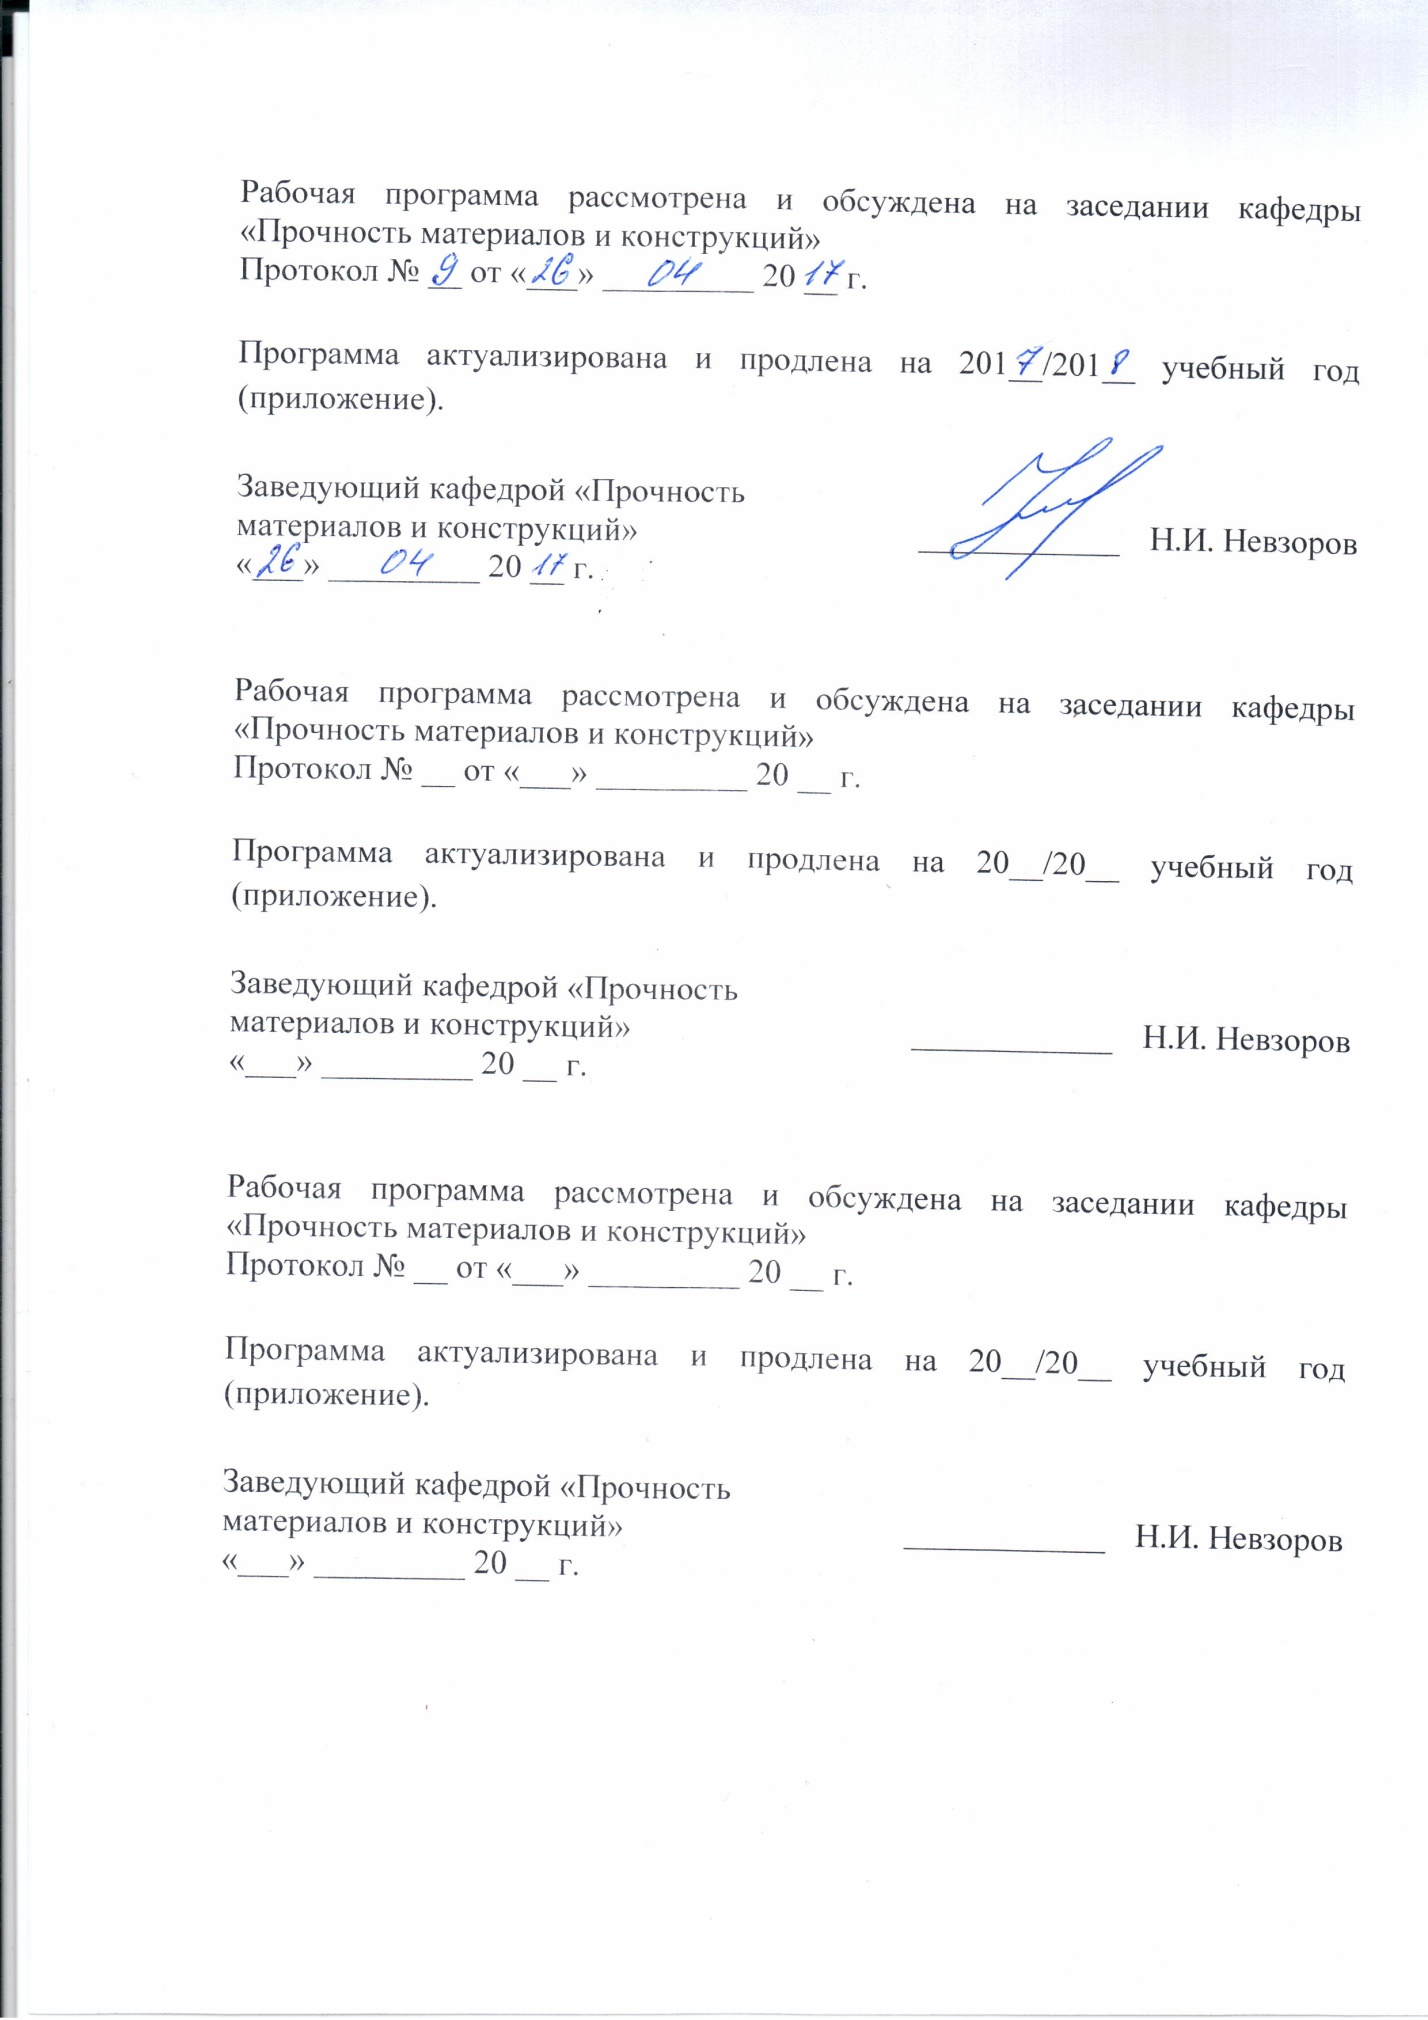 Рабочая программа рассмотрена и обсуждена на заседании кафедры
«Прочность материалов и конструкций»
Протокол № 9 от «26» 04 20 17 г.
Программа актуализирована и продлена на 2017/2018 учебный год
(приложение).
Заведующий кафедрой «Прочность
материалов и конструкций» Н.И. Невзоров
«26» 04 20 17 г.
Рабочая программа рассмотрена и обсуждена на заседании кафедры
«Прочность материалов и конструкций»
Протокол № __ от «___» _________ 20 __ г.
Программа актуализирована и продлена на 20__/20__ учебный год
(приложение).
Заведующий кафедрой «Прочность
материалов и конструкций» ____________ Н.И. Невзоров
«___» _________ 20 __ г.
Рабочая программа рассмотрена и обсуждена на заседании кафедры
«Прочность материалов и конструкций»
Протокол № __ от «___» _________ 20 __ г.
Программа актуализирована и продлена на 20__/20__ учебный год
(приложение).
Заведующий кафедрой «Прочность
материалов и конструкций» ____________ Н.И. Невзоров
«___» _________ 20 __ г.